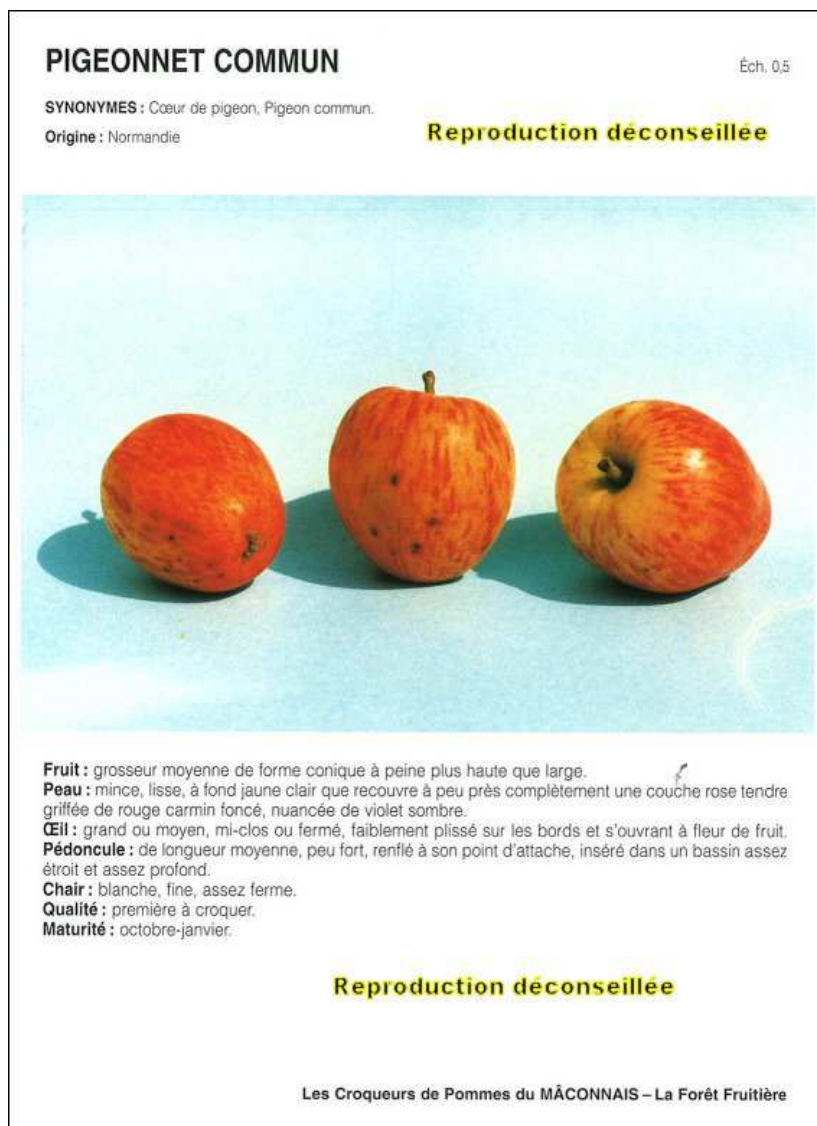 PIGEONNET COMMUN
Éch. 0,5
SYNONYMES : Cœur de pigeon, Pigeon commun.
Origine : Normandie
Reproduction déconseillée
Fruit : grosseur moyenne de forme conique à peine plus haute que large.
Peau : mince, lisse, à fond jaune clair que recouvre à peu près complètement une couche rose tendre
griffée de rouge carmin foncé, nuancée de violet sombre.
Œil : grand ou moyen, mi-clos ou fermé, faiblement plissé sur les bords et s'ouvrant à fleur de fruit.
Pédoncule : de longueur moyenne, peu fort, renflé à son point d'attache, inséré dans un bassin assez
étroit et assez profond.
Chair : blanche, fine, assez ferme.
Qualité : première à croquer.
Maturité : octobre-janvier.
Reproduction déconseillée
Les Croqueurs de Pommes du MÂCONNAIS – La Forêt Fruitière